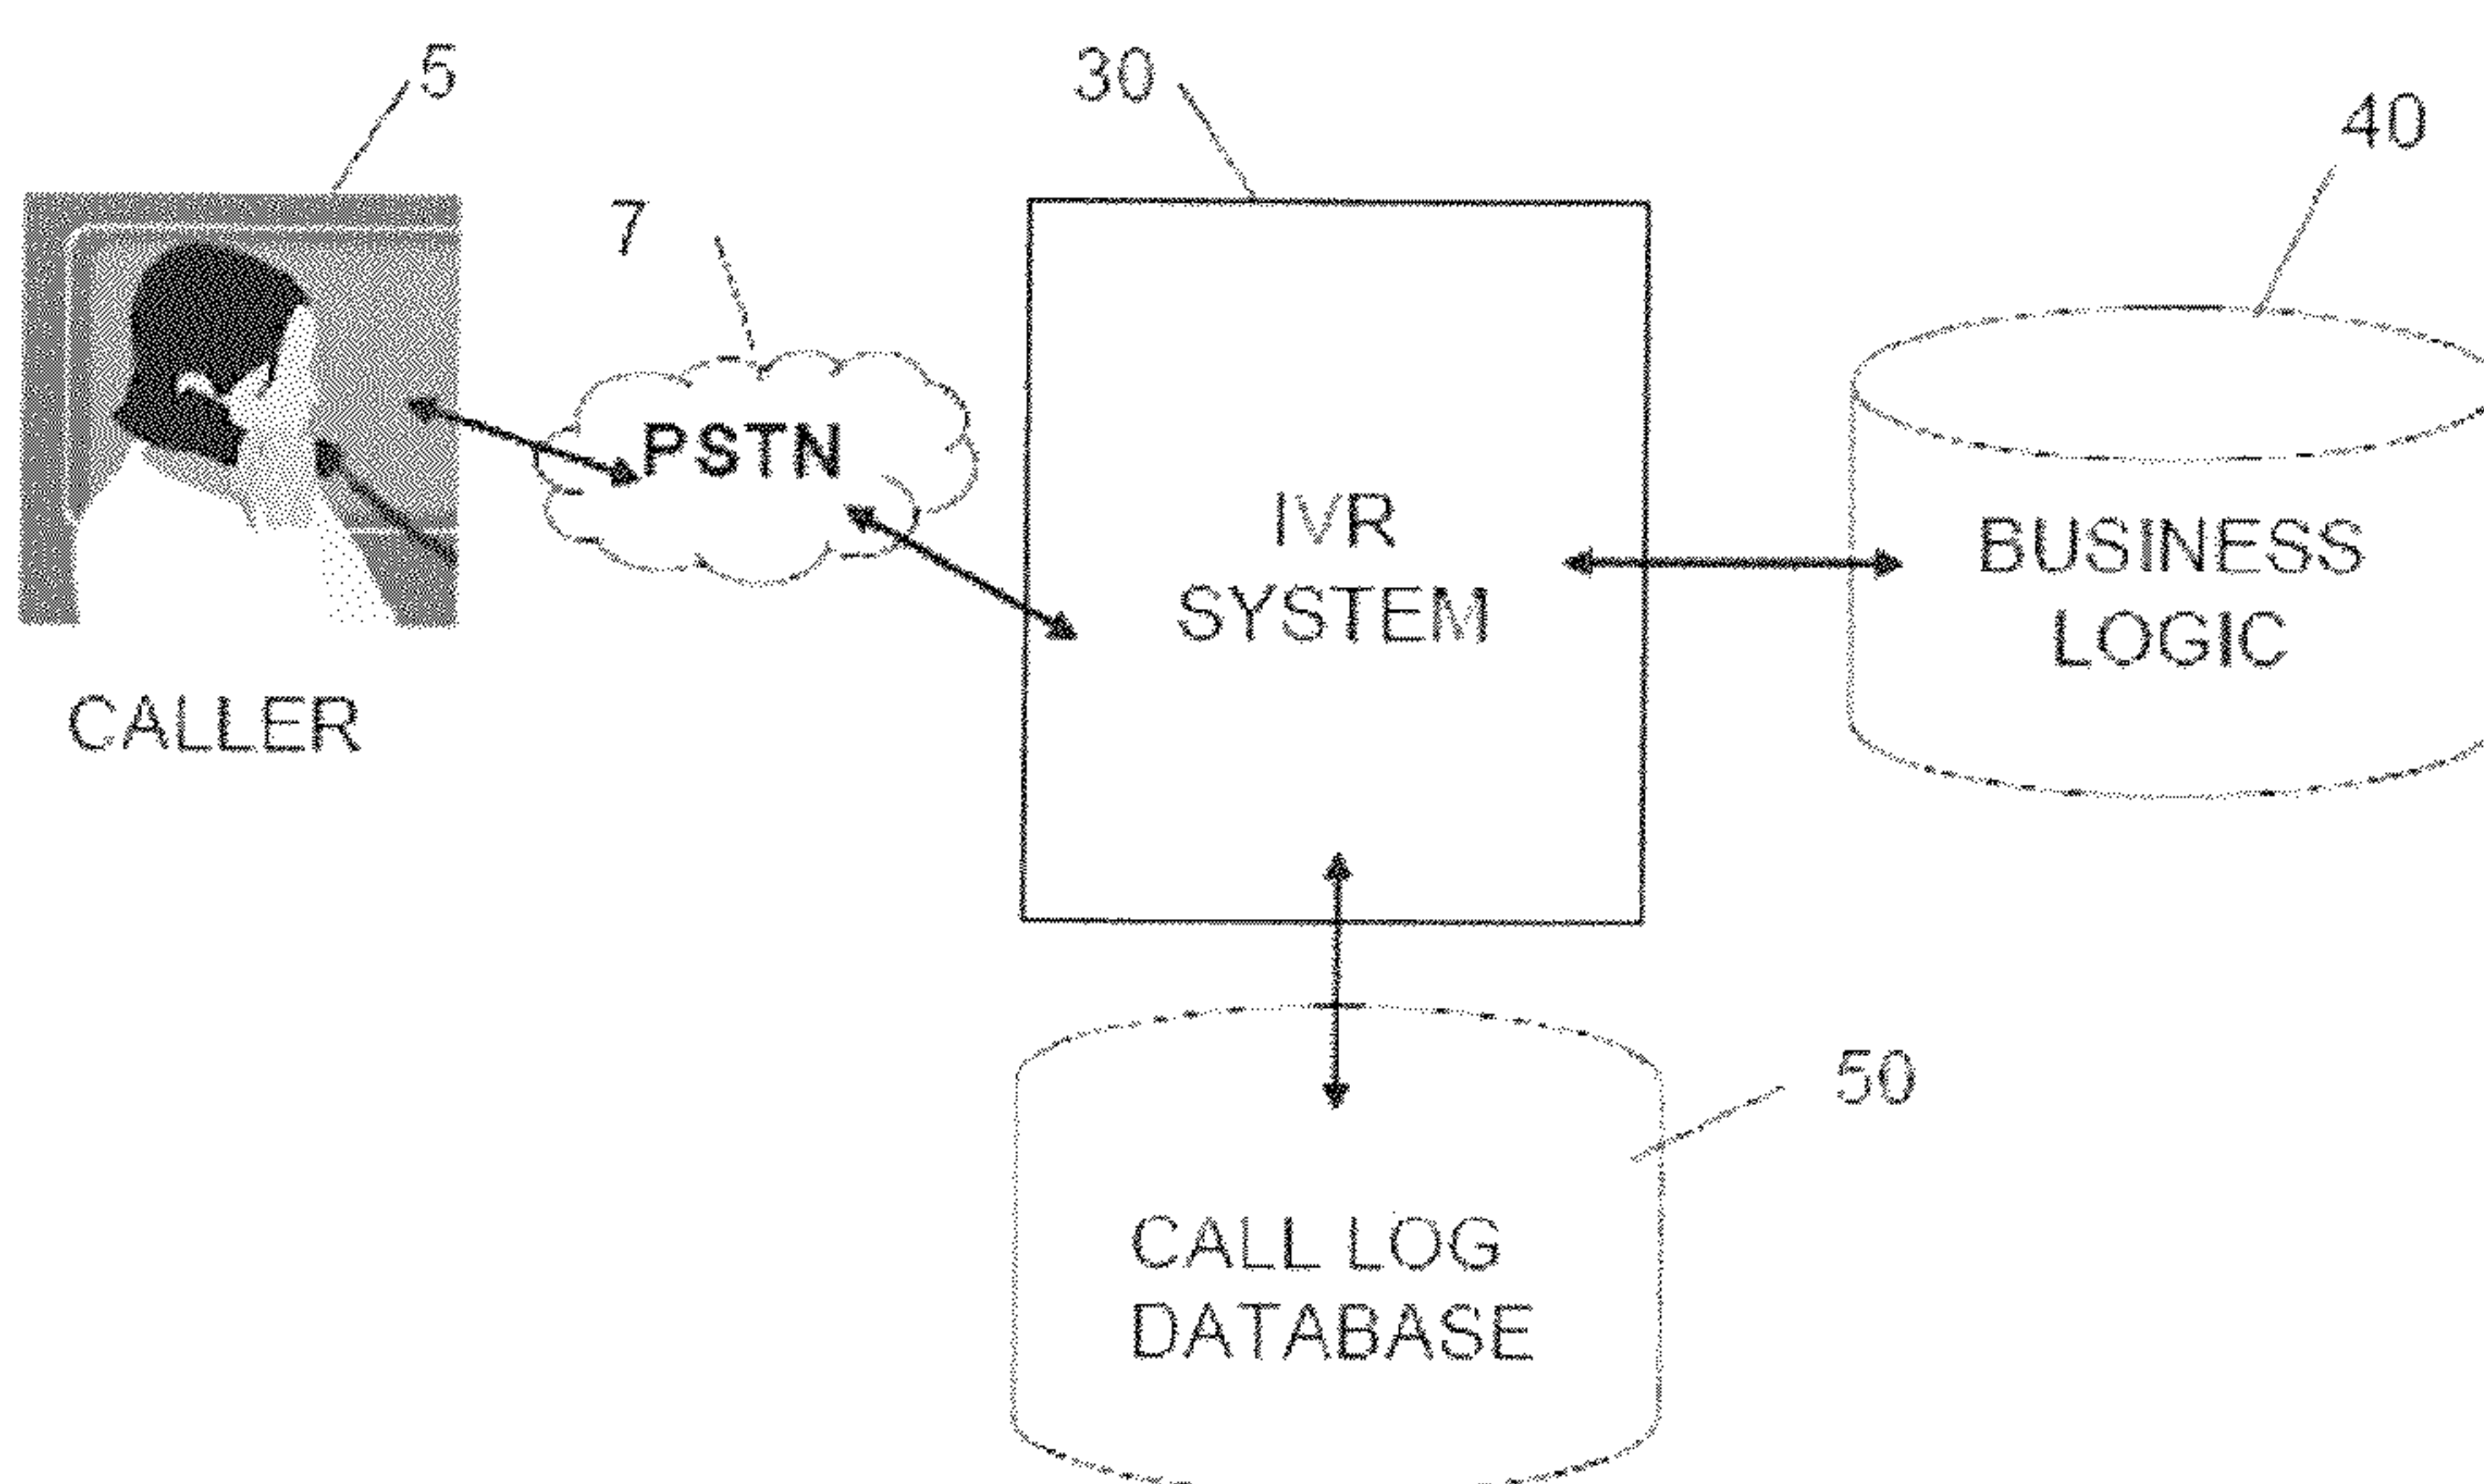 5
30
40
7
PSTN
IVR
SYSTEM
BUSINESS
LOGIC
CALLER
50
CALL LOG
DATABASE